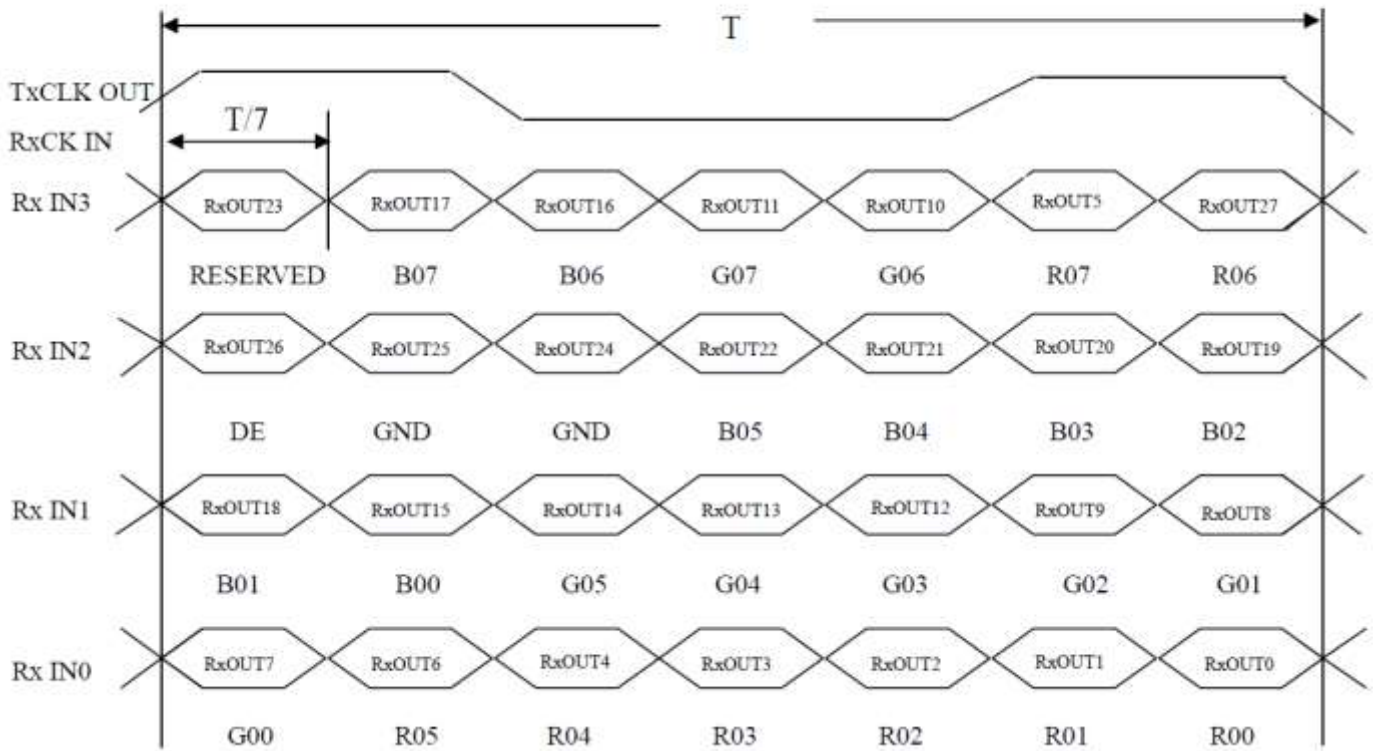 T
TxCLK OUT
T/7
RxCK IN
Rx IN3 RxOUT23 RxOUT17 RxOUT16 RxOUT11 RxOUT10 RxOUT5 RxOUT27
RESERVED B07 B06 G07 G06 R07 R06
Rx IN2 RxOUT26 RxOUT25 RxOUT24 RxOUT22 RxOUT21 RxOUT20 RxOUT19
DE GND GND B05 B04 B03 B02
Rx IN1 RxOUT18 RxOUT15 RxOUT14 RxOUT13 RxOUT12 RxOUT9 RxOUT8
B01 B00 G05 G04 G03 G02 G01
Rx IN0 RxOUT7 RxOUT6 RxOUT4 RxOUT3 RxOUT2 RxOUT1 RxOUT0
G00 R05 R04 R03 R02 R01 R00